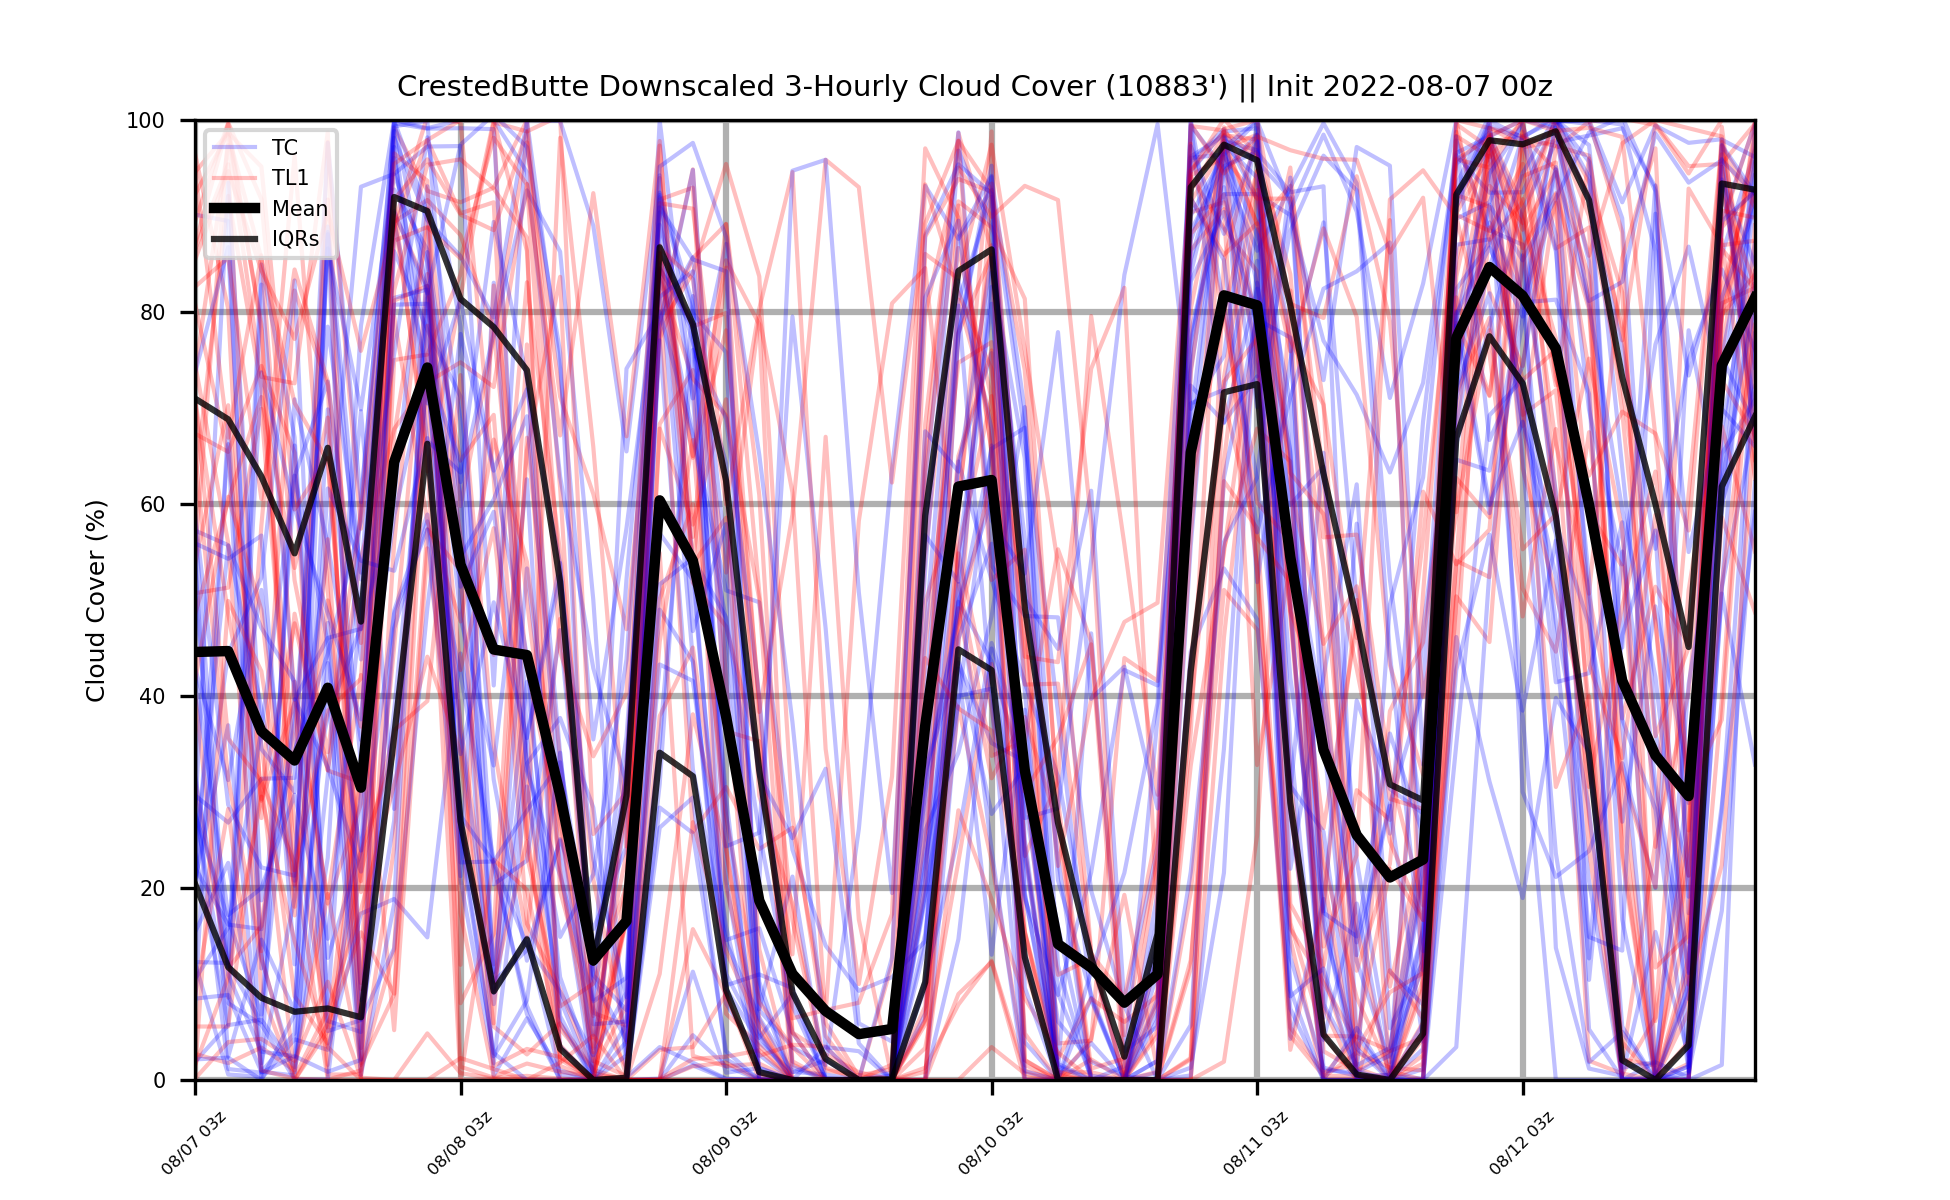 CrestedButte Downscaled 3-Hourly Cloud Cover (10883') || Init 2022-08-07 00z
TC
TL1
Mean
IQRs
Cloud Cover (%)
100
80
60
40
20
0
08/07 03z
08/08 03z
08/09 03z
08/10 03z
08/11 03z
08/12 03z